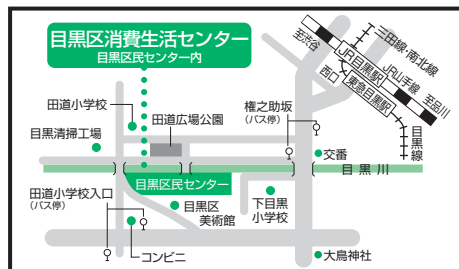 目黒区消費生活センター
目黒区民センター内
至渋谷
三田線・南北線
JR目黒駅
JR山手線
至品川
西口
東急目黒駅
目黒線
田道小学校
田道広場公園
権之助坂
(バス停)
目黒清掃工場
交番
目黒川
目黒区民センター
田道小学校入口
(バス停)
目黒区
美術館
下目黒
小学校
コンビニ
大鳥神社